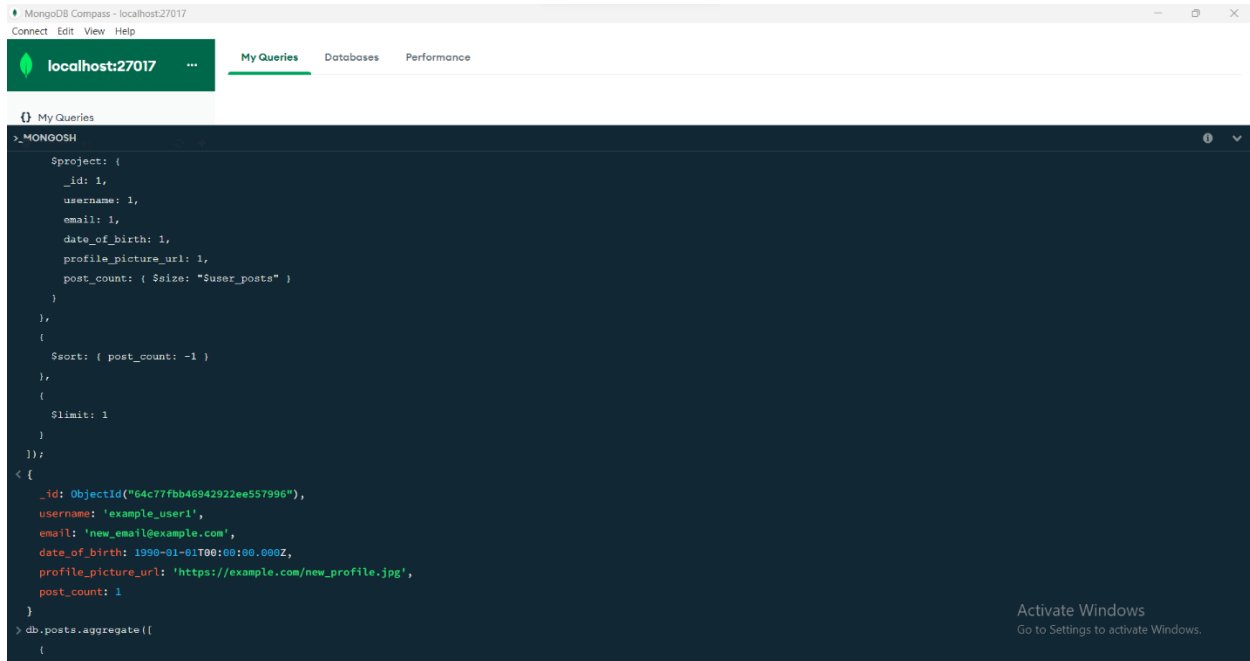 MongoDB Compass - localhost:27017
Connect Edit View Help
localhost:27017 ...
My Queries Databases Performance
{} My Queries
>_MONGOSH
$project: {
_id: 1,
username: 1,
email: 1,
date_of_birth: 1,
profile_picture_url: 1,
post_count: { $size: "$user_posts" }
}
},
{
$sort: { post_count: -1 }
},
{
$limit: 1
}
]);
< {
_id: ObjectId("64c77fbb46942922ee557996"),
username: 'example_user1',
email: 'new_email@example.com',
date_of_birth: 1990-01-01T00:00:00.000Z,
profile_picture_url: 'https://example.com/new_profile.jpg',
post_count: 1
}
> db.posts.aggregate([
{
Activate Windows
Go to Settings to activate Windows.